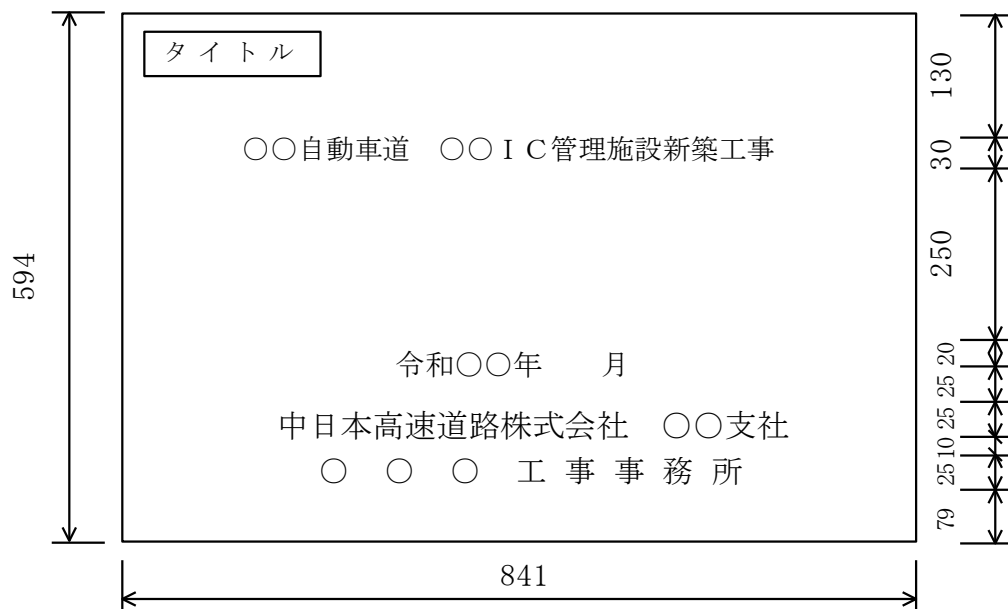 タイトル
○○自動車道　○○ＩＣ管理施設新築工事
令和○○年　　月
中日本高速道路株式会社　○○支社
○　○　○　工事事務所
594
841
130
30
250
20
25
25
10
25
79